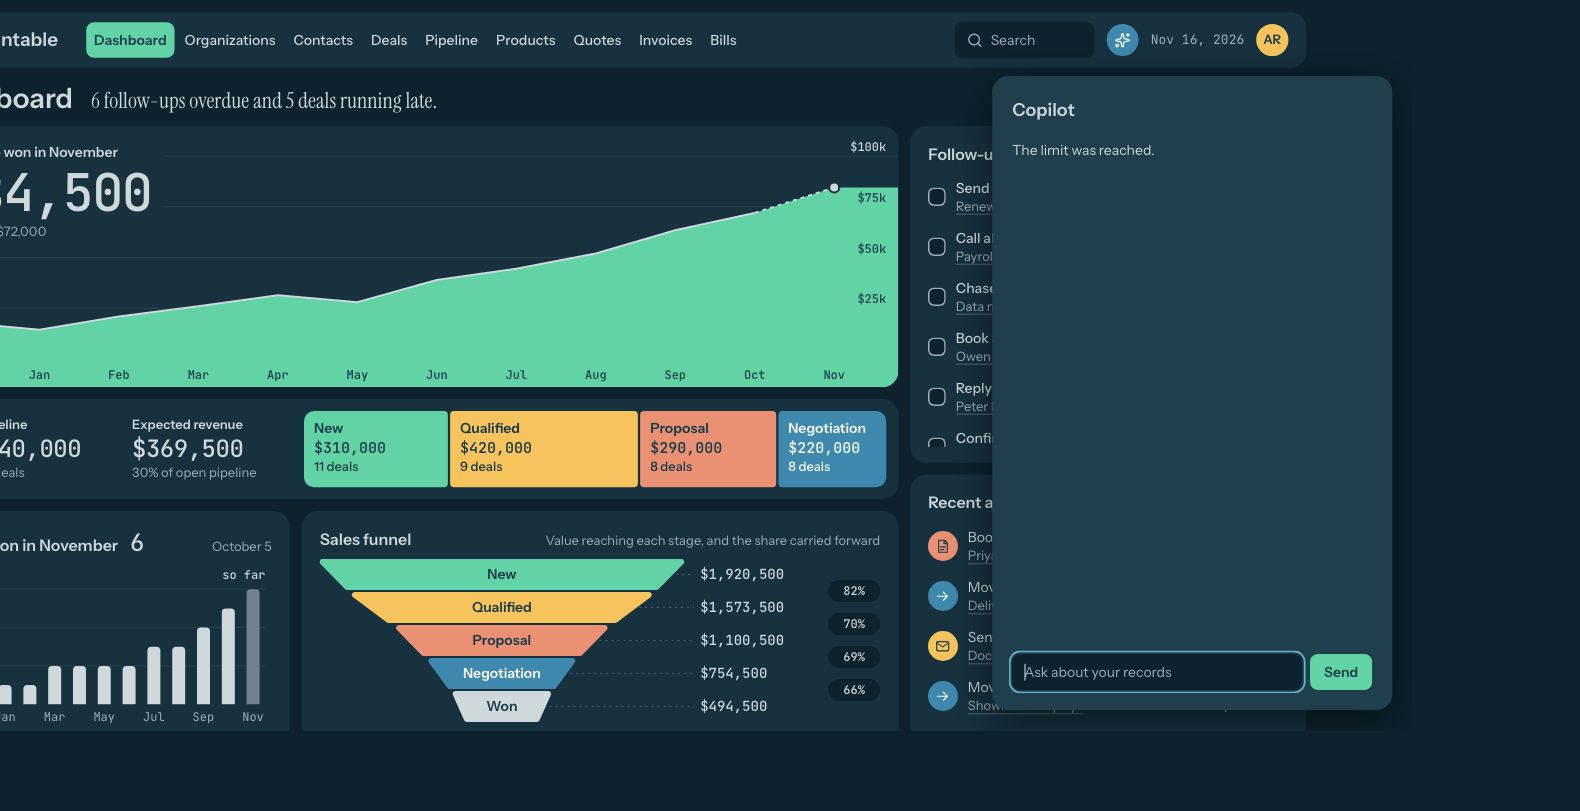 ntable
Dashboard Organizations Contacts Deals Pipeline Products Quotes Invoices Bills
Search
Nov 16, 2026
AR
board
6 follow-ups overdue and 5 deals running late.
won in November
4,500
$72,000
$100k
$75k
$50k
$25k
Jan Feb Mar Apr May Jun Jul Aug Sep Oct Nov
eline
40,000
eals
Expected revenue
$369,500
30% of open pipeline
New
$310,000
11 deals
Qualified
$420,000
9 deals
Proposal
$290,000
8 deals
Negotiation
$220,000
8 deals
on in November 6
October 5
so far
an Mar May Jul Sep Nov
Sales funnel
Value reaching each stage, and the share carried forward
New $1,920,500
82%
Qualified $1,573,500
70%
Proposal $1,100,500
69%
Negotiation $754,500
66%
Won $494,500
Follow-u
Send
Renew
Call a
Payrol
Chase
Data
Book
Owen
Reply
Peter
Confi
Recent a
Boo
Priy
Mov
Deli
Sen
Doc
Mov
Show
Copilot
The limit was reached.
Ask about your records
Send